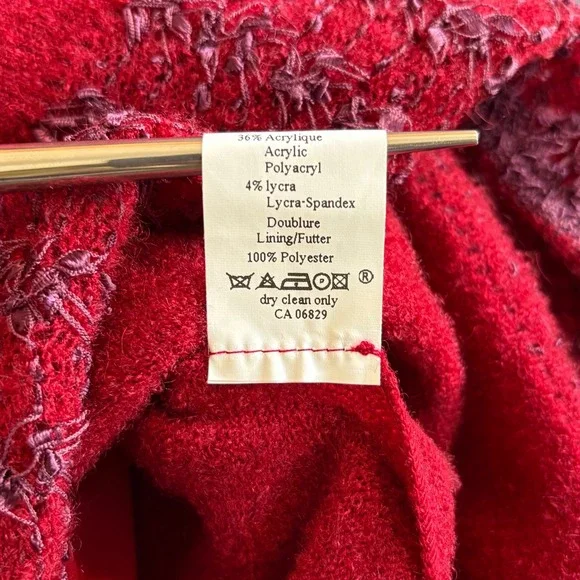 36% Acrylique
Acrylic
Polyacryl
4% lycra
Lycra-Spandex
Doublure
Lining/Futter
100% Polyester
®
dry clean only
CA 06829